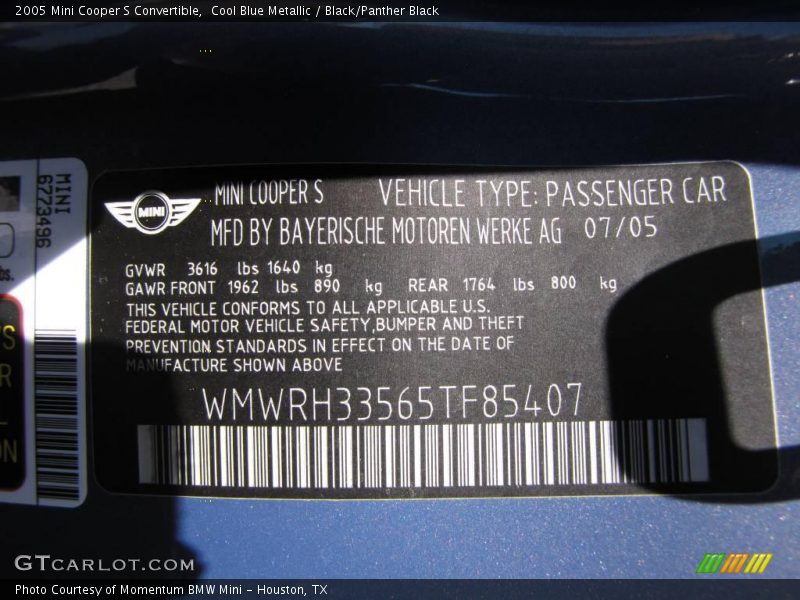 2005 Mini Cooper S Convertible,  Cool Blue Metallic / Black/Panther Black
MINI
6Z73496
lbs.
MINI
MINI COOPER S VEHICLE TYPE: PASSENGER CAR
MFD BY BAYERISCHE MOTOREN WERKE AG 07/05
GVWR 3616 lbs 1640 kg
GAWR FRONT 1962 lbs 890 kg REAR 1764 lbs 800 kg
THIS VEHICLE CONFORMS TO ALL APPLICABLE U.S.
FEDERAL MOTOR VEHICLE SAFETY,BUMPER AND THEFT
PREVENTION STANDARDS IN EFFECT ON THE DATE OF
MANUFACTURE SHOWN ABOVE
WMWRH33565TF85407
GTCARLOT.COM
Photo Courtesy of Momentum BMW Mini - Houston, TX